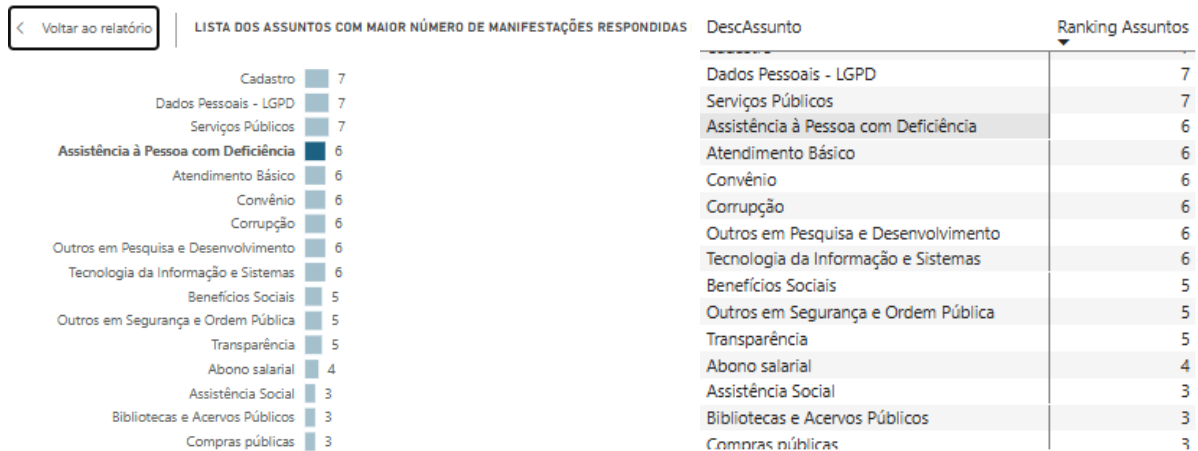 Voltar ao relatório
LISTA DOS ASSUNTOS COM MAIOR NÚMERO DE MANIFESTAÇÕES RESPONDIDAS
Cadastro 7
Dados Pessoais - LGPD 7
Serviços Públicos 7
Assistência à Pessoa com Deficiência 6
Atendimento Básico 6
Convênio 6
Corrupção 6
Outros em Pesquisa e Desenvolvimento 6
Tecnologia da Informação e Sistemas 6
Benefícios Sociais 5
Outros em Segurança e Ordem Pública 5
Transparência 5
Abono salarial 4
Assistência Social 3
Bibliotecas e Acervos Públicos 3
Compras públicas 3
DescAssunto Ranking Assuntos
Dados Pessoais - LGPD 7
Serviços Públicos 7
Assistência à Pessoa com Deficiência 6
Atendimento Básico 6
Convênio 6
Corrupção 6
Outros em Pesquisa e Desenvolvimento 6
Tecnologia da Informação e Sistemas 6
Benefícios Sociais 5
Outros em Segurança e Ordem Pública 5
Transparência 5
Abono salarial 4
Assistência Social 3
Bibliotecas e Acervos Públicos 3
Compras públicas 3